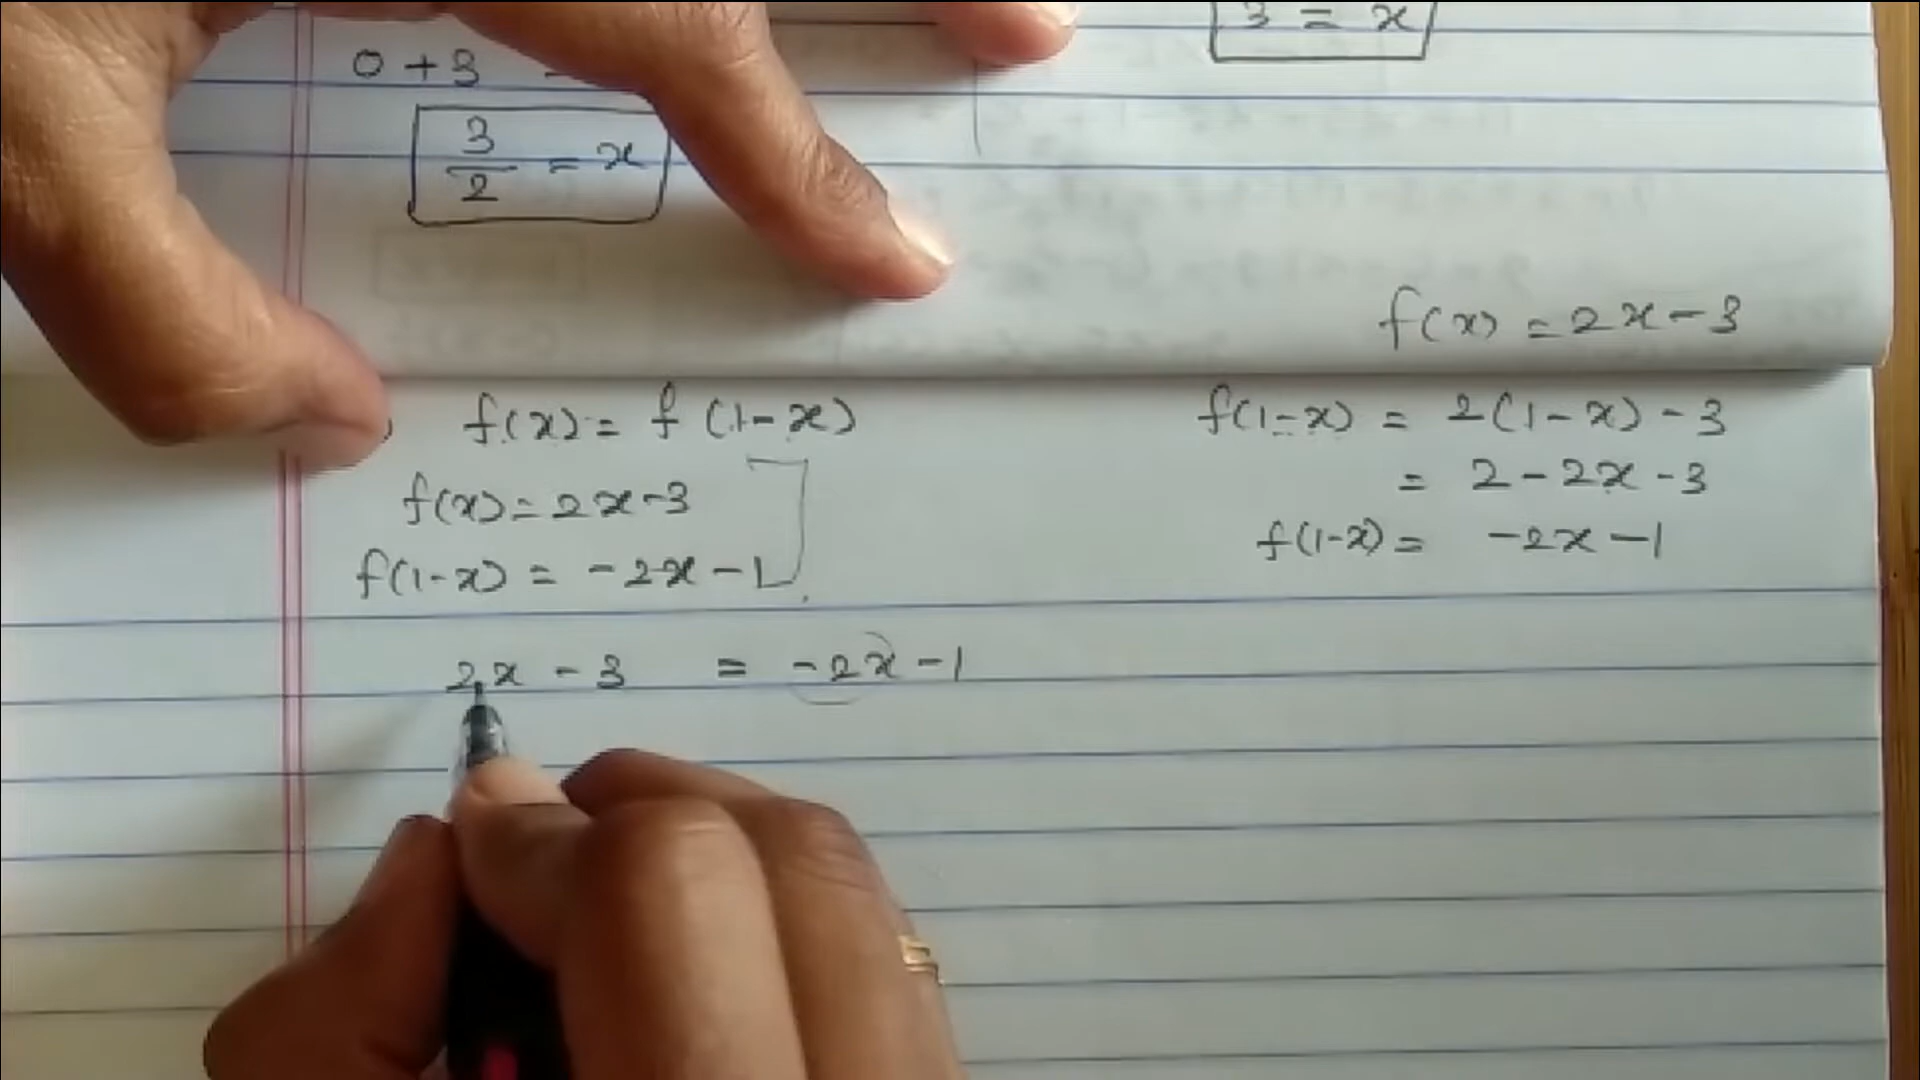 3 = x
0 + 3
3/2 = x
f(x) = 2x - 3
f(x) = f(1-x)
f(x) = 2x-3
f(1-x) = -2x-1
f(1-x) = 2(1-x) - 3
= 2 - 2x - 3
f(1-x) = -2x - 1
2x - 3 = -2x - 1